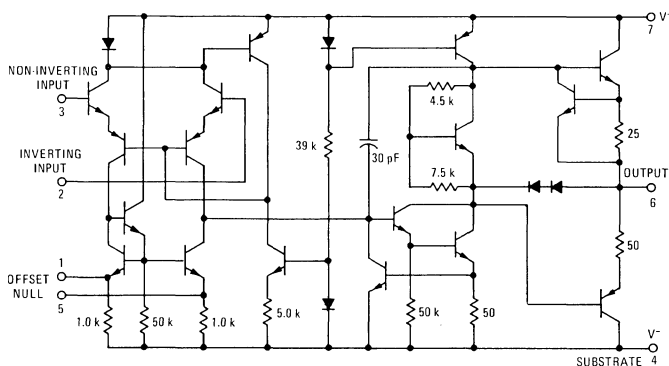 V+
7
NON-INVERTING
INPUT
3
INVERTING
INPUT
2
39 k
30 pF
4.5 k
7.5 k
25
OUTPUT
6
50
1
OFFSET
NULL
5
1.0 k
50 k
1.0 k
5.0 k
50 k
50
V-
4
SUBSTRATE